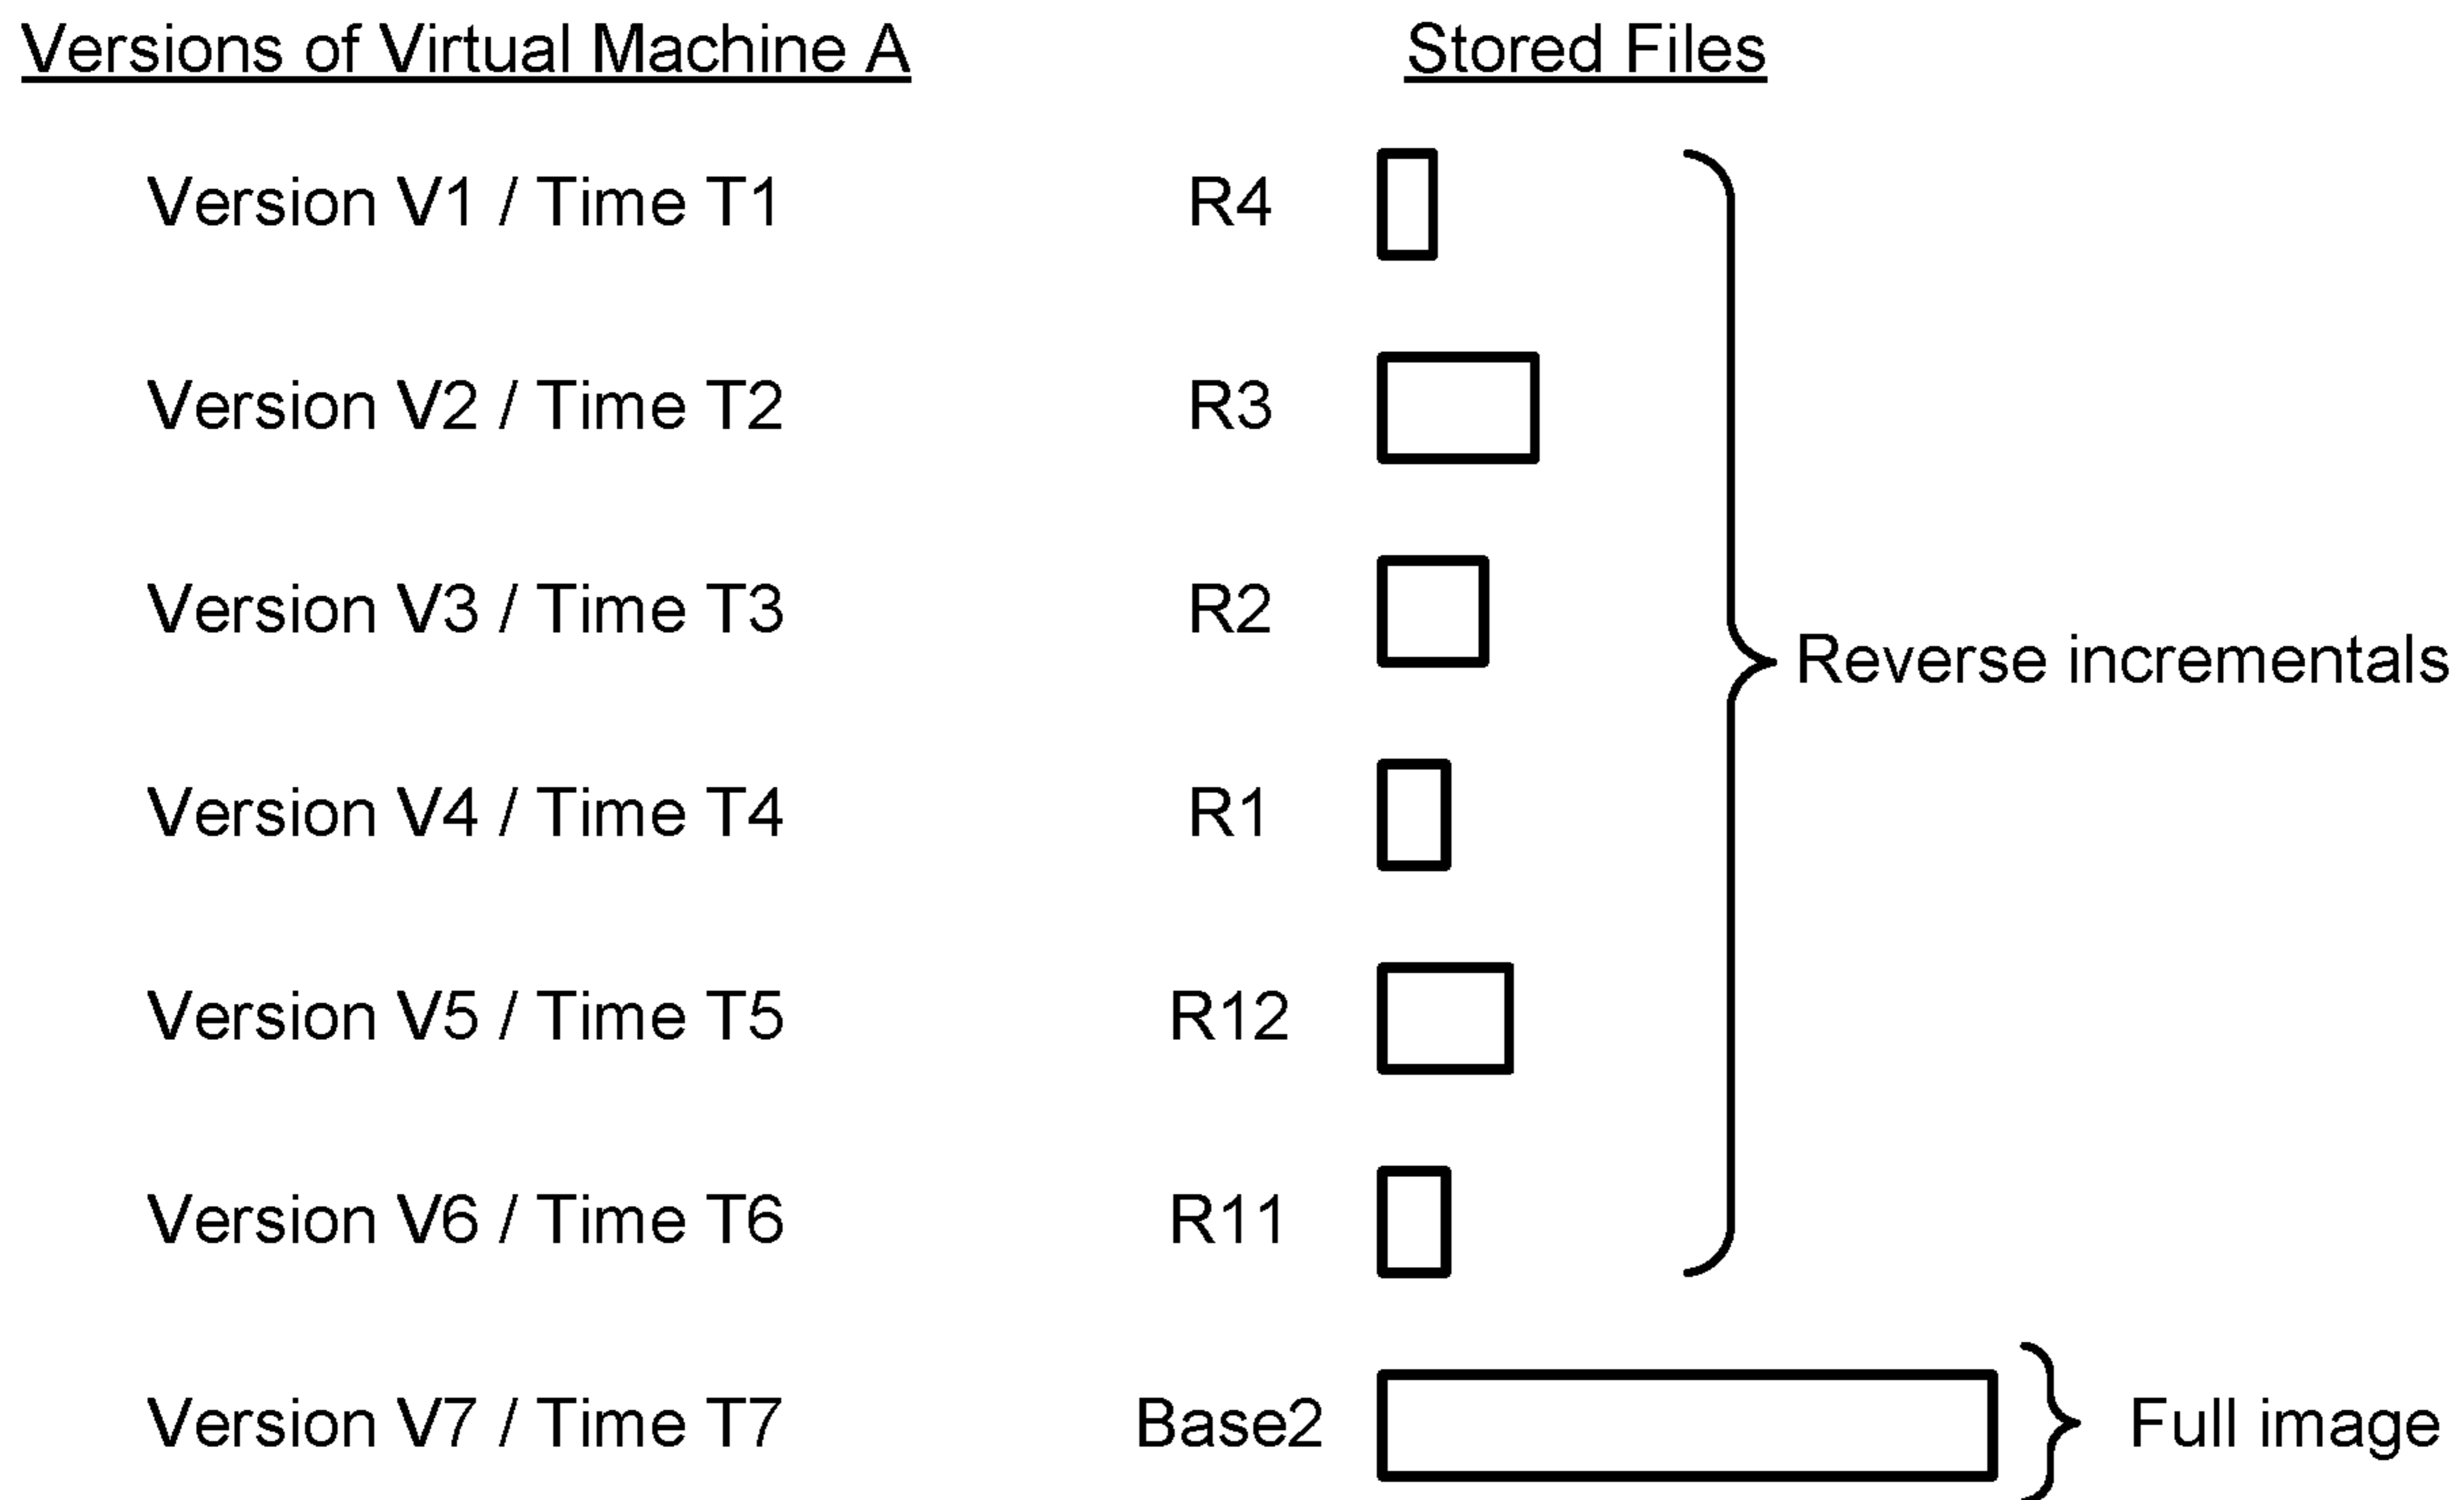 Versions of Virtual Machine A Stored Files
Version V1 / Time T1 R4
Version V2 / Time T2 R3
Version V3 / Time T3 R2
Reverse incrementals
Version V4 / Time T4 R1
Version V5 / Time T5 R12
Version V6 / Time T6 R11
Version V7 / Time T7 Base2 Full image